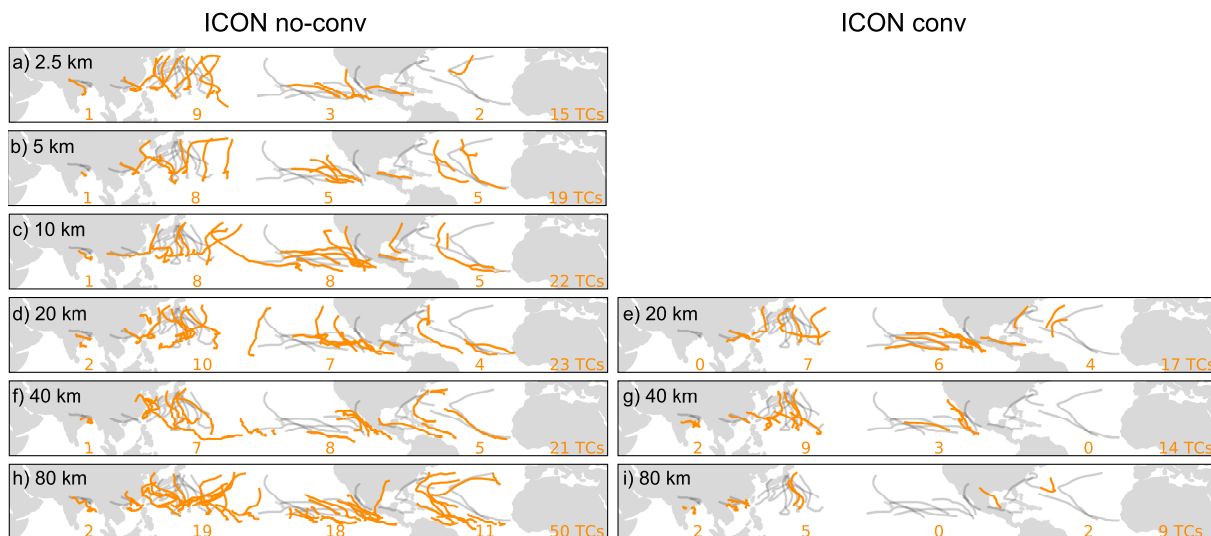 ICON no-conv
ICON conv
a) 2.5 km
1 9 3 2 15 TCs
b) 5 km
1 8 5 5 19 TCs
c) 10 km
1 8 8 5 22 TCs
d) 20 km
2 10 7 4 23 TCs
e) 20 km
0 7 6 4 17 TCs
f) 40 km
1 7 8 5 21 TCs
g) 40 km
2 9 3 0 14 TCs
h) 80 km
2 19 18 11 50 TCs
i) 80 km
2 5 0 2 9 TCs